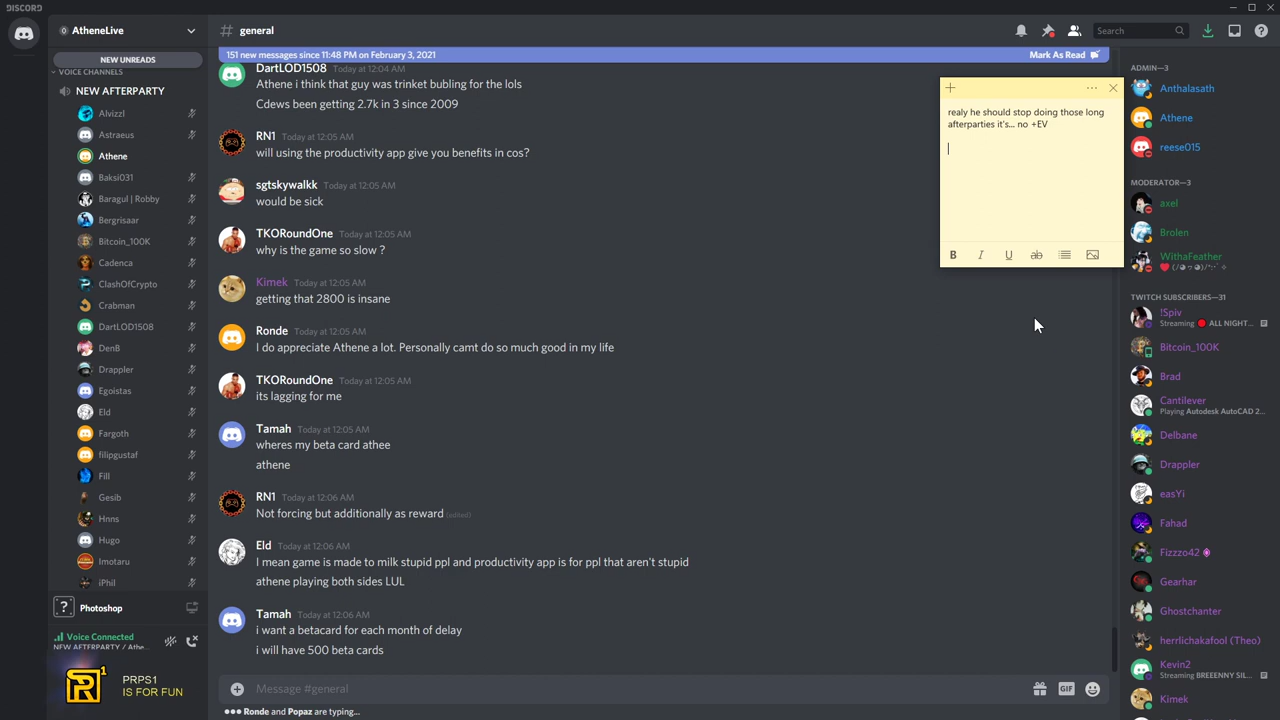 DISCORD
AtheneLive
NEW UNREADS
VOICE CHANNELS
NEW AFTERPARTY
Alvizzl
Astraeus
Athene
Baksi031
Baragul | Robby
Bergrisaar
Bitcoin_100K
Cadenca
ClashOfCrypto
Crabman
DartLOD1508
DenB
Drappler
Egoistas
Eld
Fargoth
filipgustaf
Fill
Gesib
Hnns
Hugo
Imotaru
iPhil
? Photoshop
Voice Connected
NEW AFTERPARTY / Athe...
PRPS1
IS FOR FUN
# general
Search
151 new messages since 11:48 PM on February 3, 2021
Mark As Read
DartLOD1508 Today at 12:04 AM
Athene i think that guy was trinket bubling for the lols
Cdews been getting 2.7k in 3 since 2009
RN1 Today at 12:05 AM
will using the productivity app give you benefits in cos?
sgtskywalkk Today at 12:05 AM
would be sick
TKORoundOne Today at 12:05 AM
why is the game so slow ?
Kimek Today at 12:05 AM
getting that 2800 is insane
Ronde Today at 12:05 AM
I do appreciate Athene a lot. Personally camt do so much good in my life
TKORoundOne Today at 12:05 AM
its lagging for me
Tamah Today at 12:05 AM
wheres my beta card athee
athene
RN1 Today at 12:06 AM
Not forcing but additionally as reward (edited)
Eld Today at 12:06 AM
I mean game is made to milk stupid ppl and productivity app is for ppl that aren't stupid
athene playing both sides LUL
Tamah Today at 12:06 AM
i want a betacard for each month of delay
i will have 500 beta cards
Message #general
GIF
Ronde and Popaz are typing...
realy he should stop doing those long
afterparties it's... no +EV
B I U ab
ADMIN—3
Anthalasath
Athene
reese015
MODERATOR—3
axel
Brolen
WithaFeather
TWITCH SUBSCRIBERS—31
!Spiv
Streaming ALL NIGHT...
Bitcoin_100K
Brad
Cantilever
Playing Autodesk AutoCAD 2...
Delbane
Drappler
easYi
Fahad
Fizzzo42
Gearhar
Ghostchanter
herrlichakafool (Theo)
Kevin2
Streaming BREEENNY SIL...
Kimek